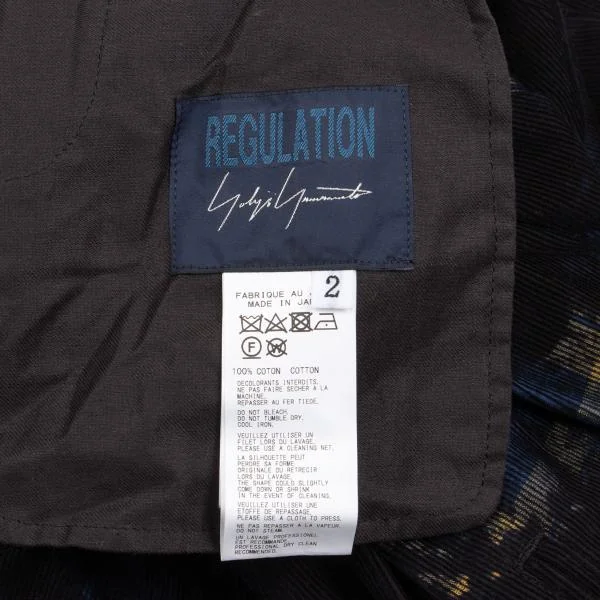 REGULATION
Yohji Yamamoto
2
FABRIQUE AU
MADE IN JAP
F W
100% COTON COTTON
DECOLORANTS INTERDITS.
NE PAS FAIRE SECHER A LA
MACHINE.
REPASSER AU FER TIEDE.
DO NOT BLEACH.
DO NOT TUMBLE DRY.
COOL IRON.
VEUILLEZ UTILISER UN
FILET LORS DU LAVAGE.
PLEASE USE A CLEANING NET.
LA SILHOUETTE PEUT
PERDRE SA FORME
ORIGINALE OU RETRECIR
LORS DU LAVAGE.
THE SHAPE COULD SLIGHTLY
COME DOWN OR SHRINK
IN THE EVENT OF CLEANING.
VEUILLEZ UTILISER UNE
ETOFFE DE REPASSAGE.
PLEASE USE A CLOTH TO PRESS.
NE PAS REPASSER A LA VAPEUR.
DO NOT STEAM.
UN LAVAGE PROFESSIONEL
EST RECOMMANDE.
PROFESSIONAL DRY CLEAN
RECOMMENDED.